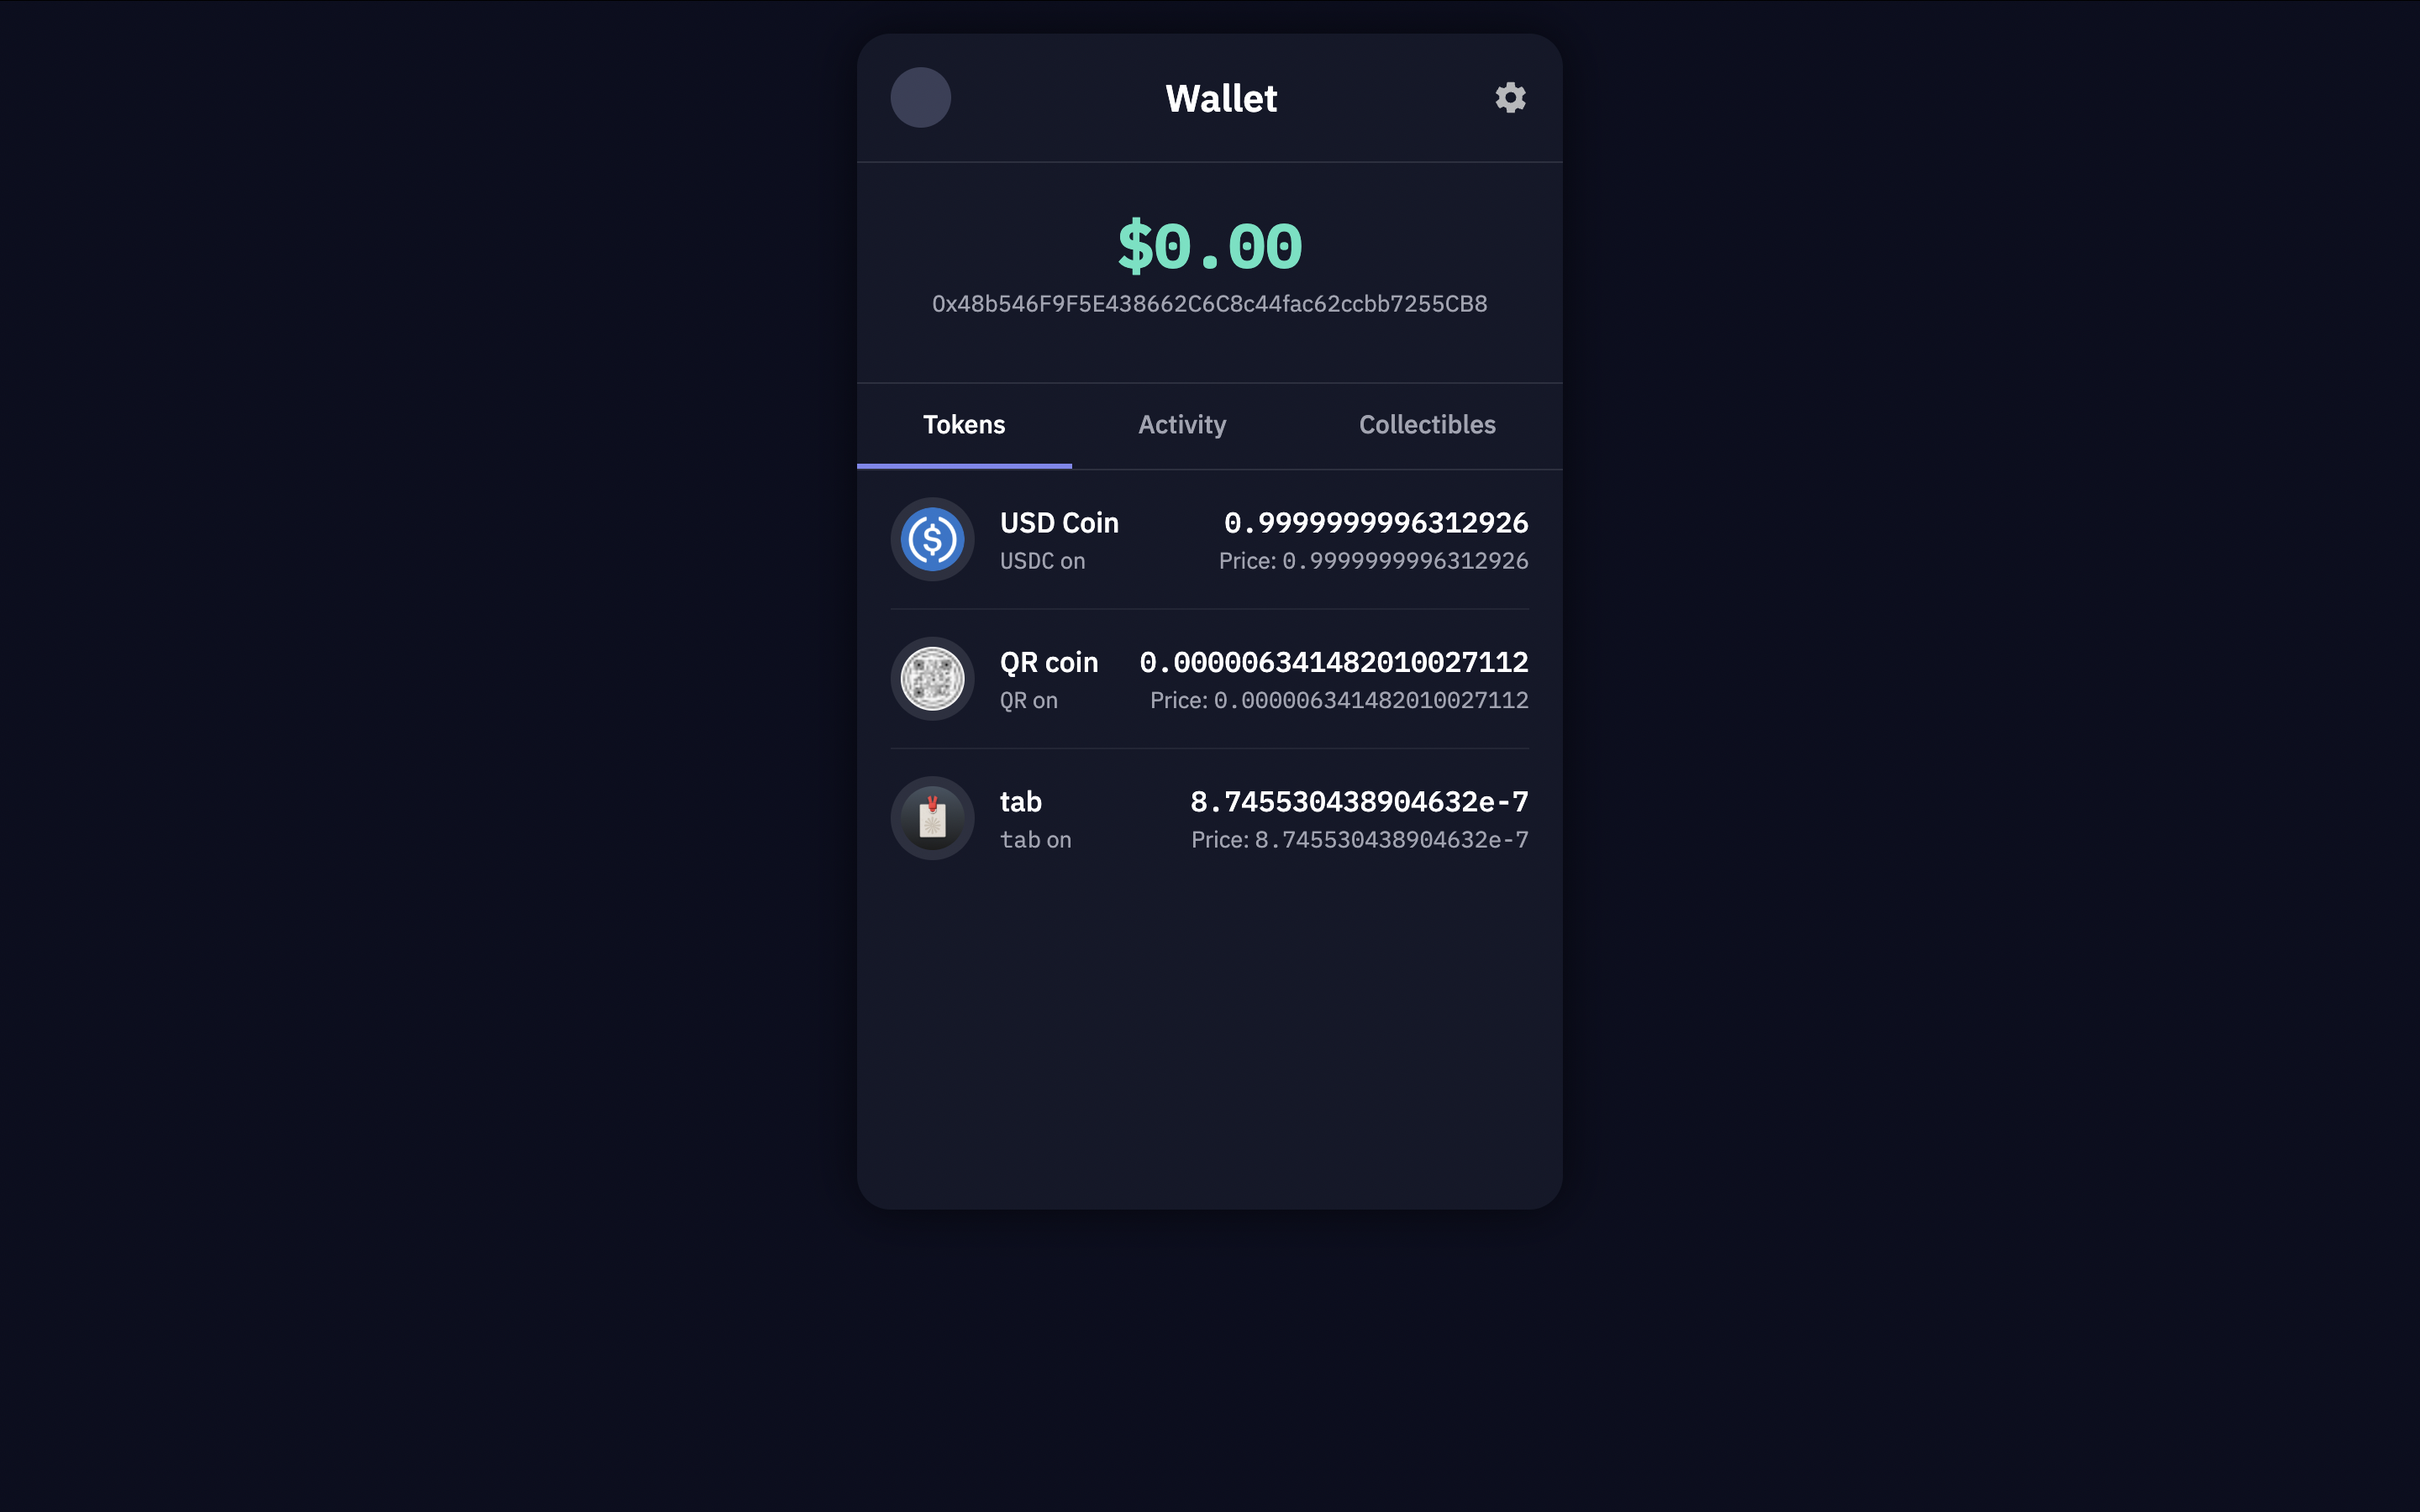 Wallet
$0.00
0x48b546F9F5E438662C6C8c44fac62ccbb7255CB8
Tokens Activity Collectibles
USD Coin 0.9999999996312926
USDC on Price: 0.9999999996312926
QR coin 0.000006341482010027112
QR on Price: 0.000006341482010027112
tab 8.745530438904632e-7
tab on Price: 8.745530438904632e-7